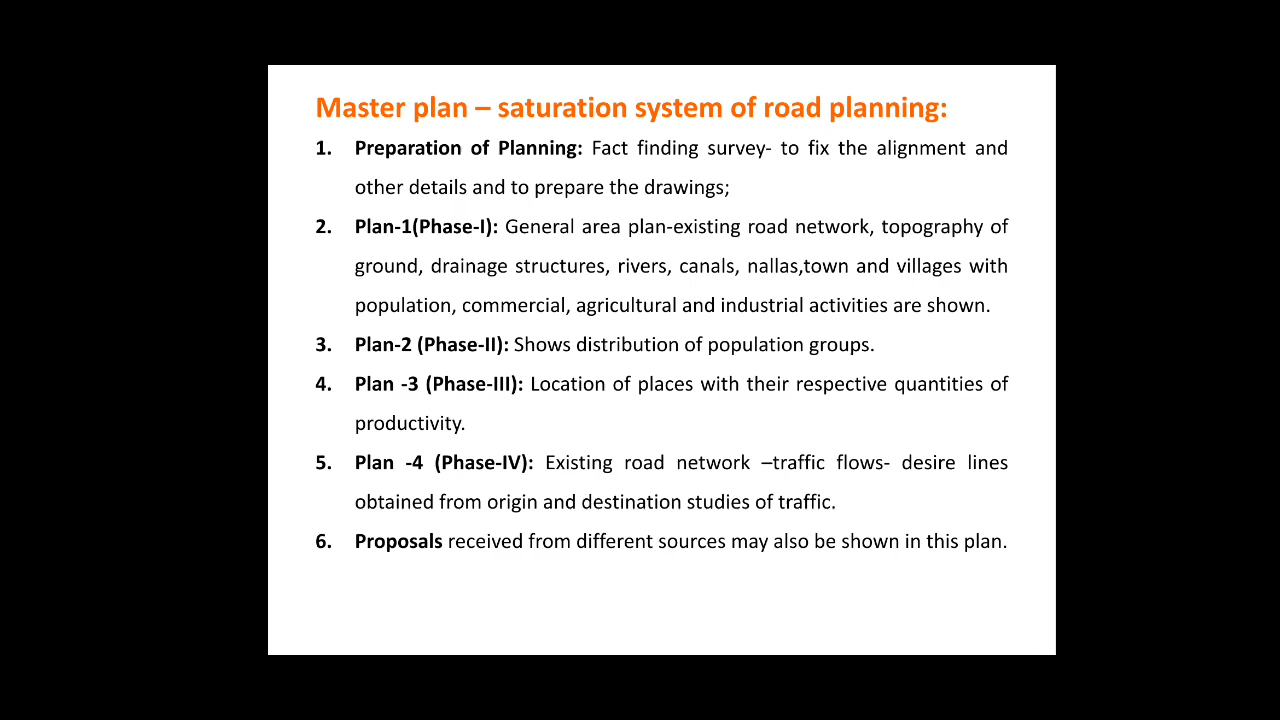 Master plan – saturation system of road planning:
1. Preparation of Planning: Fact finding survey- to fix the alignment and
other details and to prepare the drawings;
2. Plan-1(Phase-I): General area plan-existing road network, topography of
ground, drainage structures, rivers, canals, nallas,town and villages with
population, commercial, agricultural and industrial activities are shown.
3. Plan-2 (Phase-II): Shows distribution of population groups.
4. Plan -3 (Phase-III): Location of places with their respective quantities of
productivity.
5. Plan -4 (Phase-IV): Existing road network –traffic flows- desire lines
obtained from origin and destination studies of traffic.
6. Proposals received from different sources may also be shown in this plan.